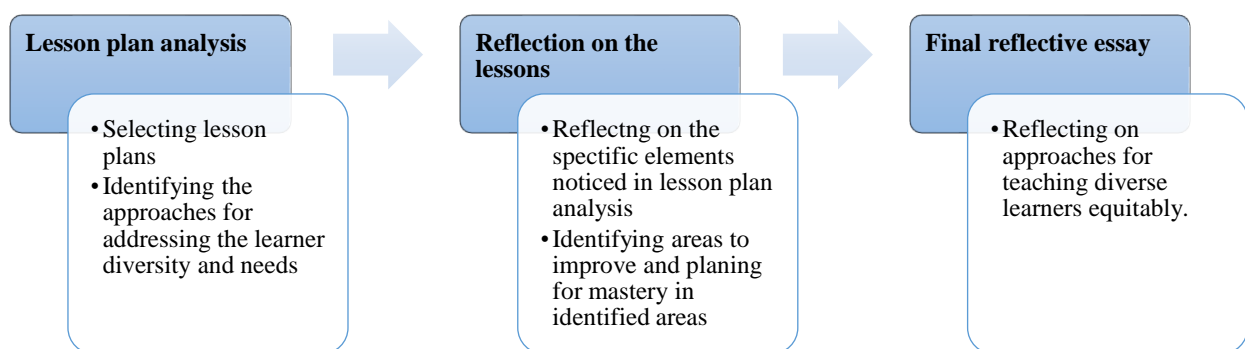 Lesson plan analysis
• Selecting lesson
plans
• Identifying the
approaches for
addressing the learner
diversity and needs
Reflection on the
lessons
• Reflectng on the
spectific elements
noticed in lesson plan
analysis
• Identifying areas to
improve and planing
for mastery in
identified areas
Final reflective essay
• Reflecting on
approaches for
teaching diverse
learners equitably.